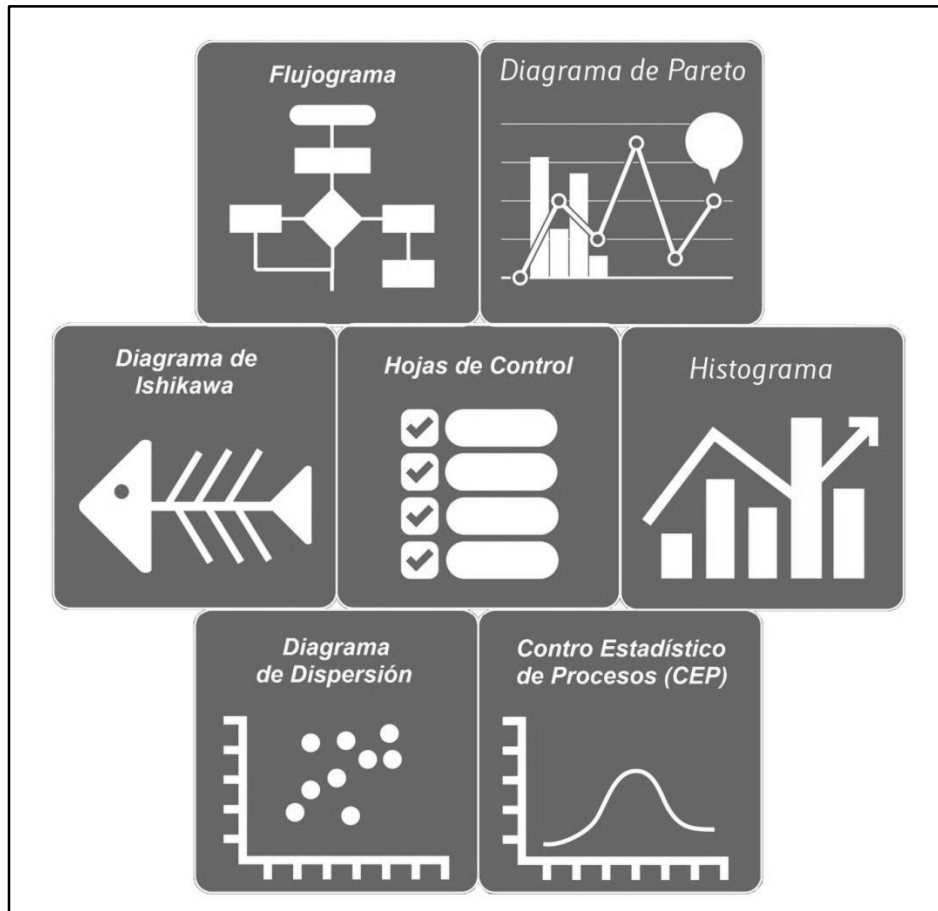 Flujograma
Diagrama de Pareto
Diagrama de
Ishikawa
Hojas de Control
Histograma
Diagrama
de Dispersión
Contro Estadístico
de Procesos (CEP)